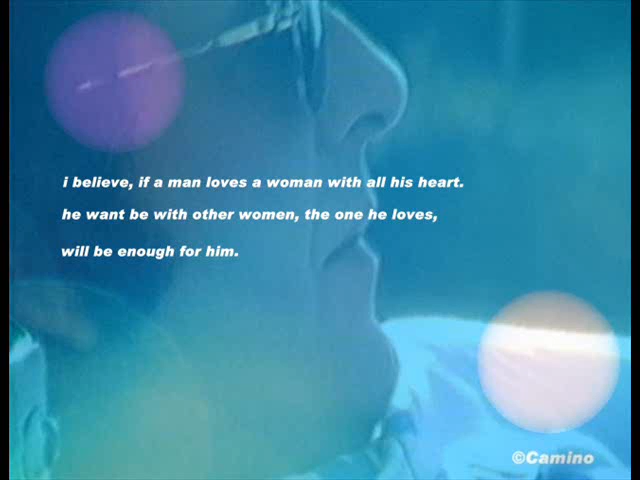 i believe, if a man loves a woman with all his heart.
he want be with other women, the one he loves,
will be enough for him.
©Camino